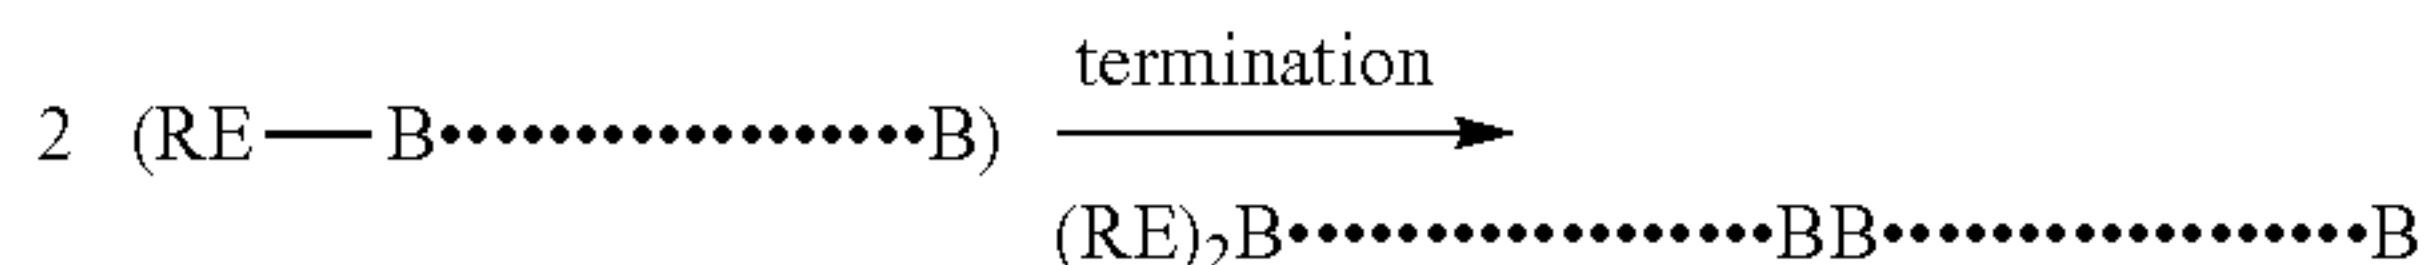 termination
2 (RE—B••••••••••••••••••B)
(RE)₂B••••••••••••••••••BB••••••••••••••••••B